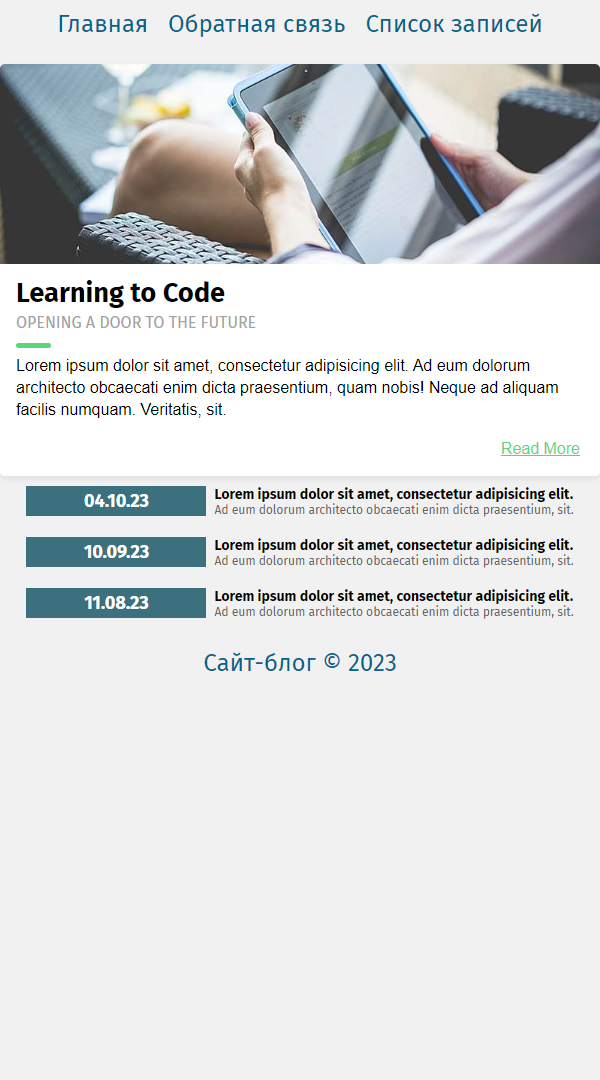 Главная Обратная связь Список записей
Learning to Code
OPENING A DOOR TO THE FUTURE
Lorem ipsum dolor sit amet, consectetur adipisicing elit. Ad eum dolorum
architecto obcaecati enim dicta praesentium, quam nobis! Neque ad aliquam
facilis numquam. Veritatis, sit.
Read More
04.10.23 Lorem ipsum dolor sit amet, consectetur adipisicing elit.
Ad eum dolorum architecto obcaecati enim dicta praesentium, sit.
10.09.23 Lorem ipsum dolor sit amet, consectetur adipisicing elit.
Ad eum dolorum architecto obcaecati enim dicta praesentium, sit.
11.08.23 Lorem ipsum dolor sit amet, consectetur adipisicing elit.
Ad eum dolorum architecto obcaecati enim dicta praesentium, sit.
Сайт-блог © 2023